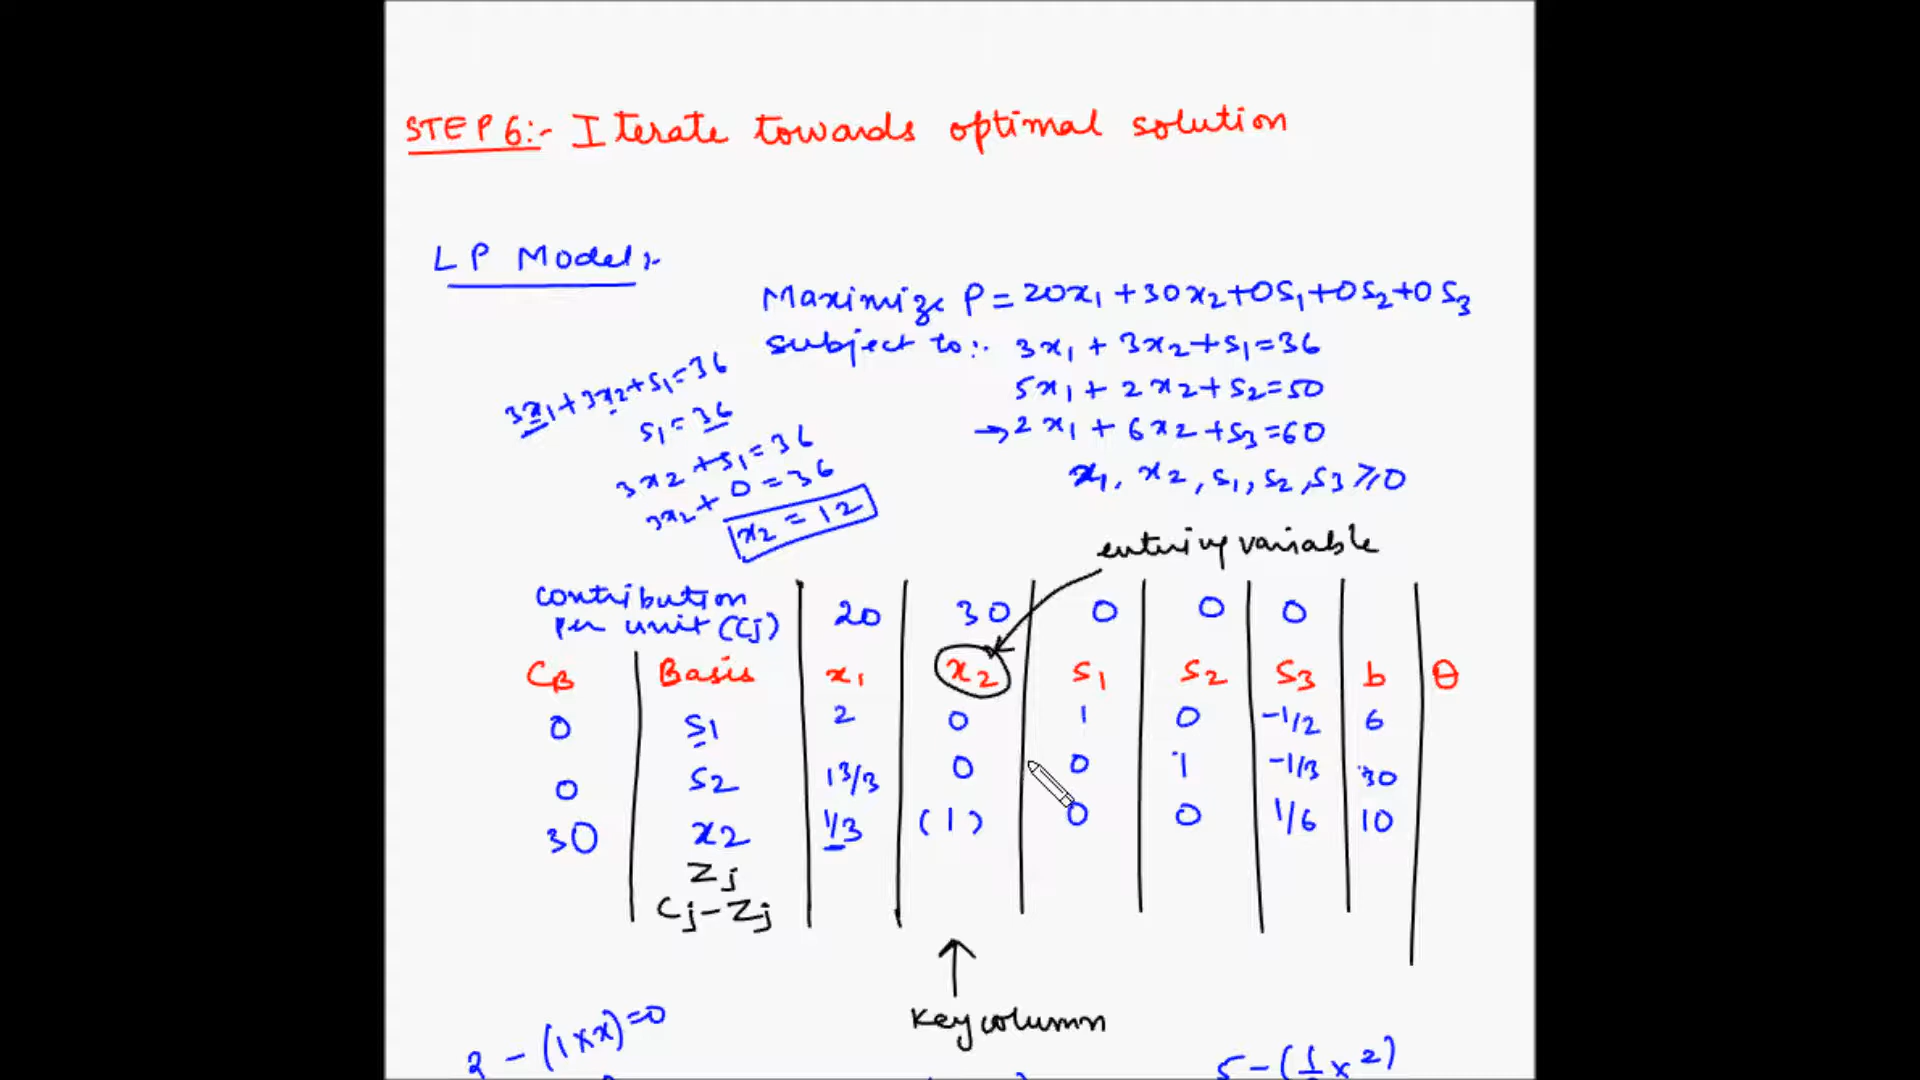 STEP 6:- Iterate towards optimal solution
LP Model:-
Maximize P = 20x₁ + 30x₂ + 0S₁ + 0S₂ + 0S₃
subject to:- 3x₁ + 3x₂ + S₁ = 36
5x₁ + 2x₂ + S₂ = 50
→ 2x₁ + 6x₂ + S₃ = 60
x₁, x₂, S₁, S₂, S₃ ≥ 0
3x₁ + 3x₂ + S₁ = 36
S₁ = 36
3x₂ + S₁ = 36
3x₂ + 0 = 36
x₂ = 12
entering variable
contribution per unit (Cj) 20 30 0 0 0
CB Basis x₁ x₂ S₁ S₂ S₃ b θ
0 S₁ 2 0 1 0 -1/2 6
0 S₂ 13/3 0 0 1 -1/3 30
30 x₂ 1/3 (1) 0 0 1/6 10
Zj
Cj-Zj
Key column